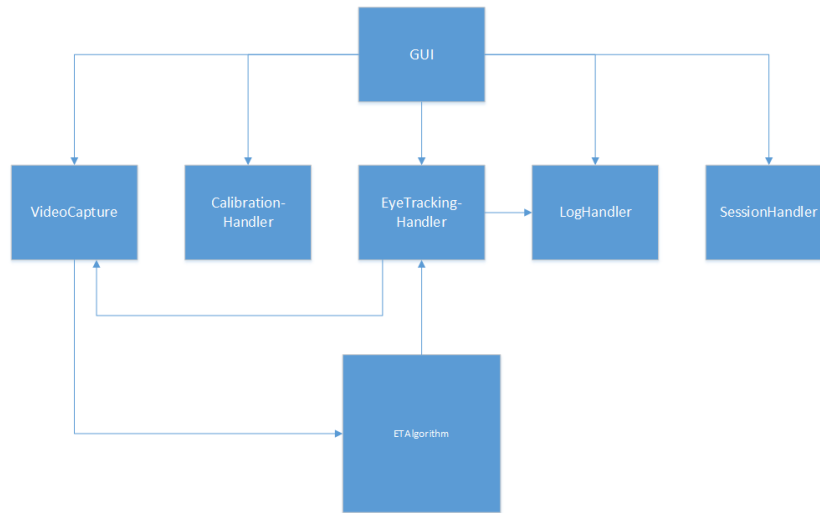 GUI
VideoCapture
Calibration-
Handler
EyeTracking-
Handler
LogHandler
SessionHandler
ETAlgorithm